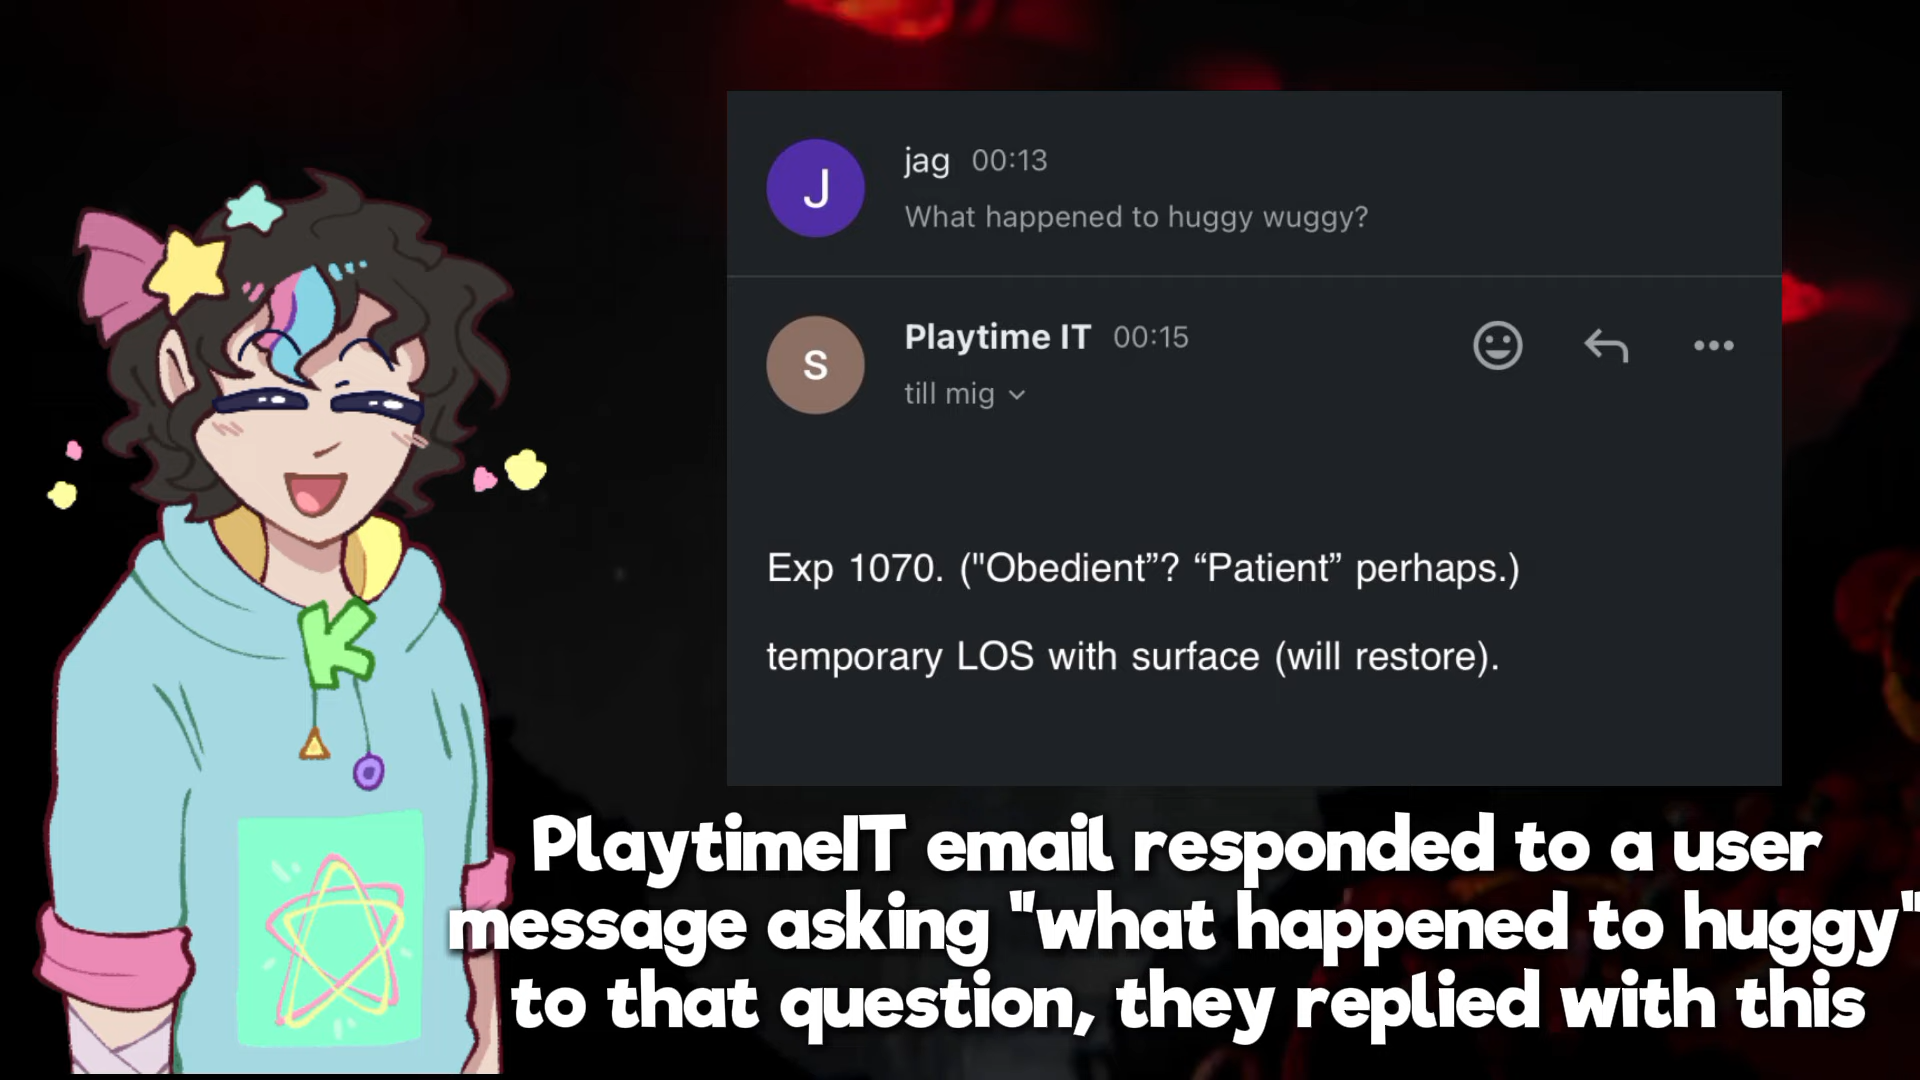 J
jag 00:13
What happened to huggy wuggy?
S
Playtime IT 00:15
till mig
Exp 1070. ("Obedient”? “Patient” perhaps.)
temporary LOS with surface (will restore).
K
PlaytimeIT email responded to a user
message asking "what happened to huggy"
to that question, they replied with this